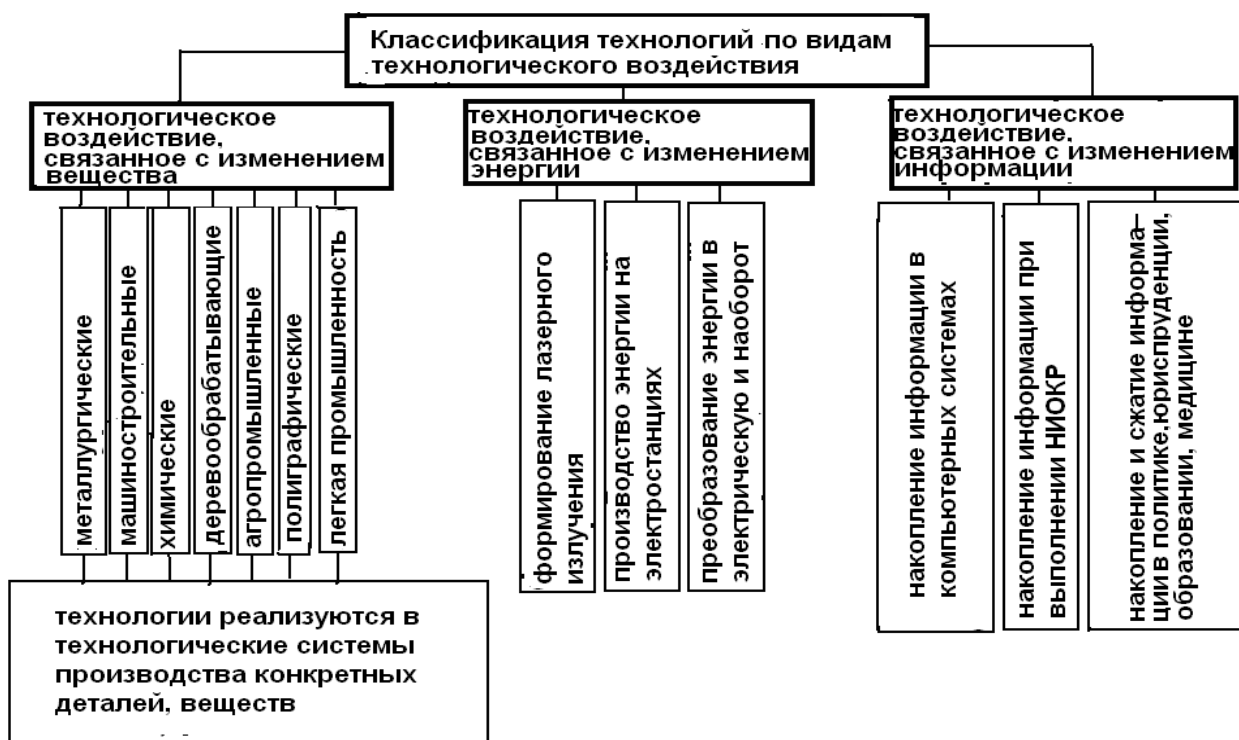 Классификация технологий по видам
технологического воздействия
технологическое
воздействие,
связанное с изменением
вещества
технологическое
воздействие,
связанное с изменением
энергии
технологическое
воздействие,
связанное с изменением
информации
металлургические
машиностроительные
химические
деревообрабатывающие
агропромышленные
полиграфические
легкая промышленность
формирование лазерного
излучения
производство энергии на
электростанциях
преобразование энергии в
электрическую и наоборот
накопление информации в
компьютерных системах
накопление информации при
выполнении НИОКР
накопление и сжатие информа–
ции в политике,юриспруденции,
образовании, медицине
технологии реализуются в
технологические системы
производства конкретных
деталей, веществ